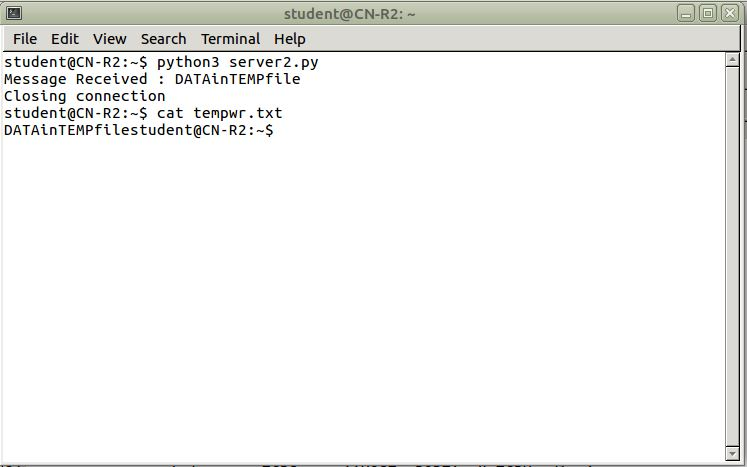 student@CN-R2: ~
File Edit View Search Terminal Help
student@CN-R2:~$ python3 server2.py
Message Received : DATAinTEMPfile
Closing connection
student@CN-R2:~$ cat tempwr.txt
DATAinTEMPfilestudent@CN-R2:~$